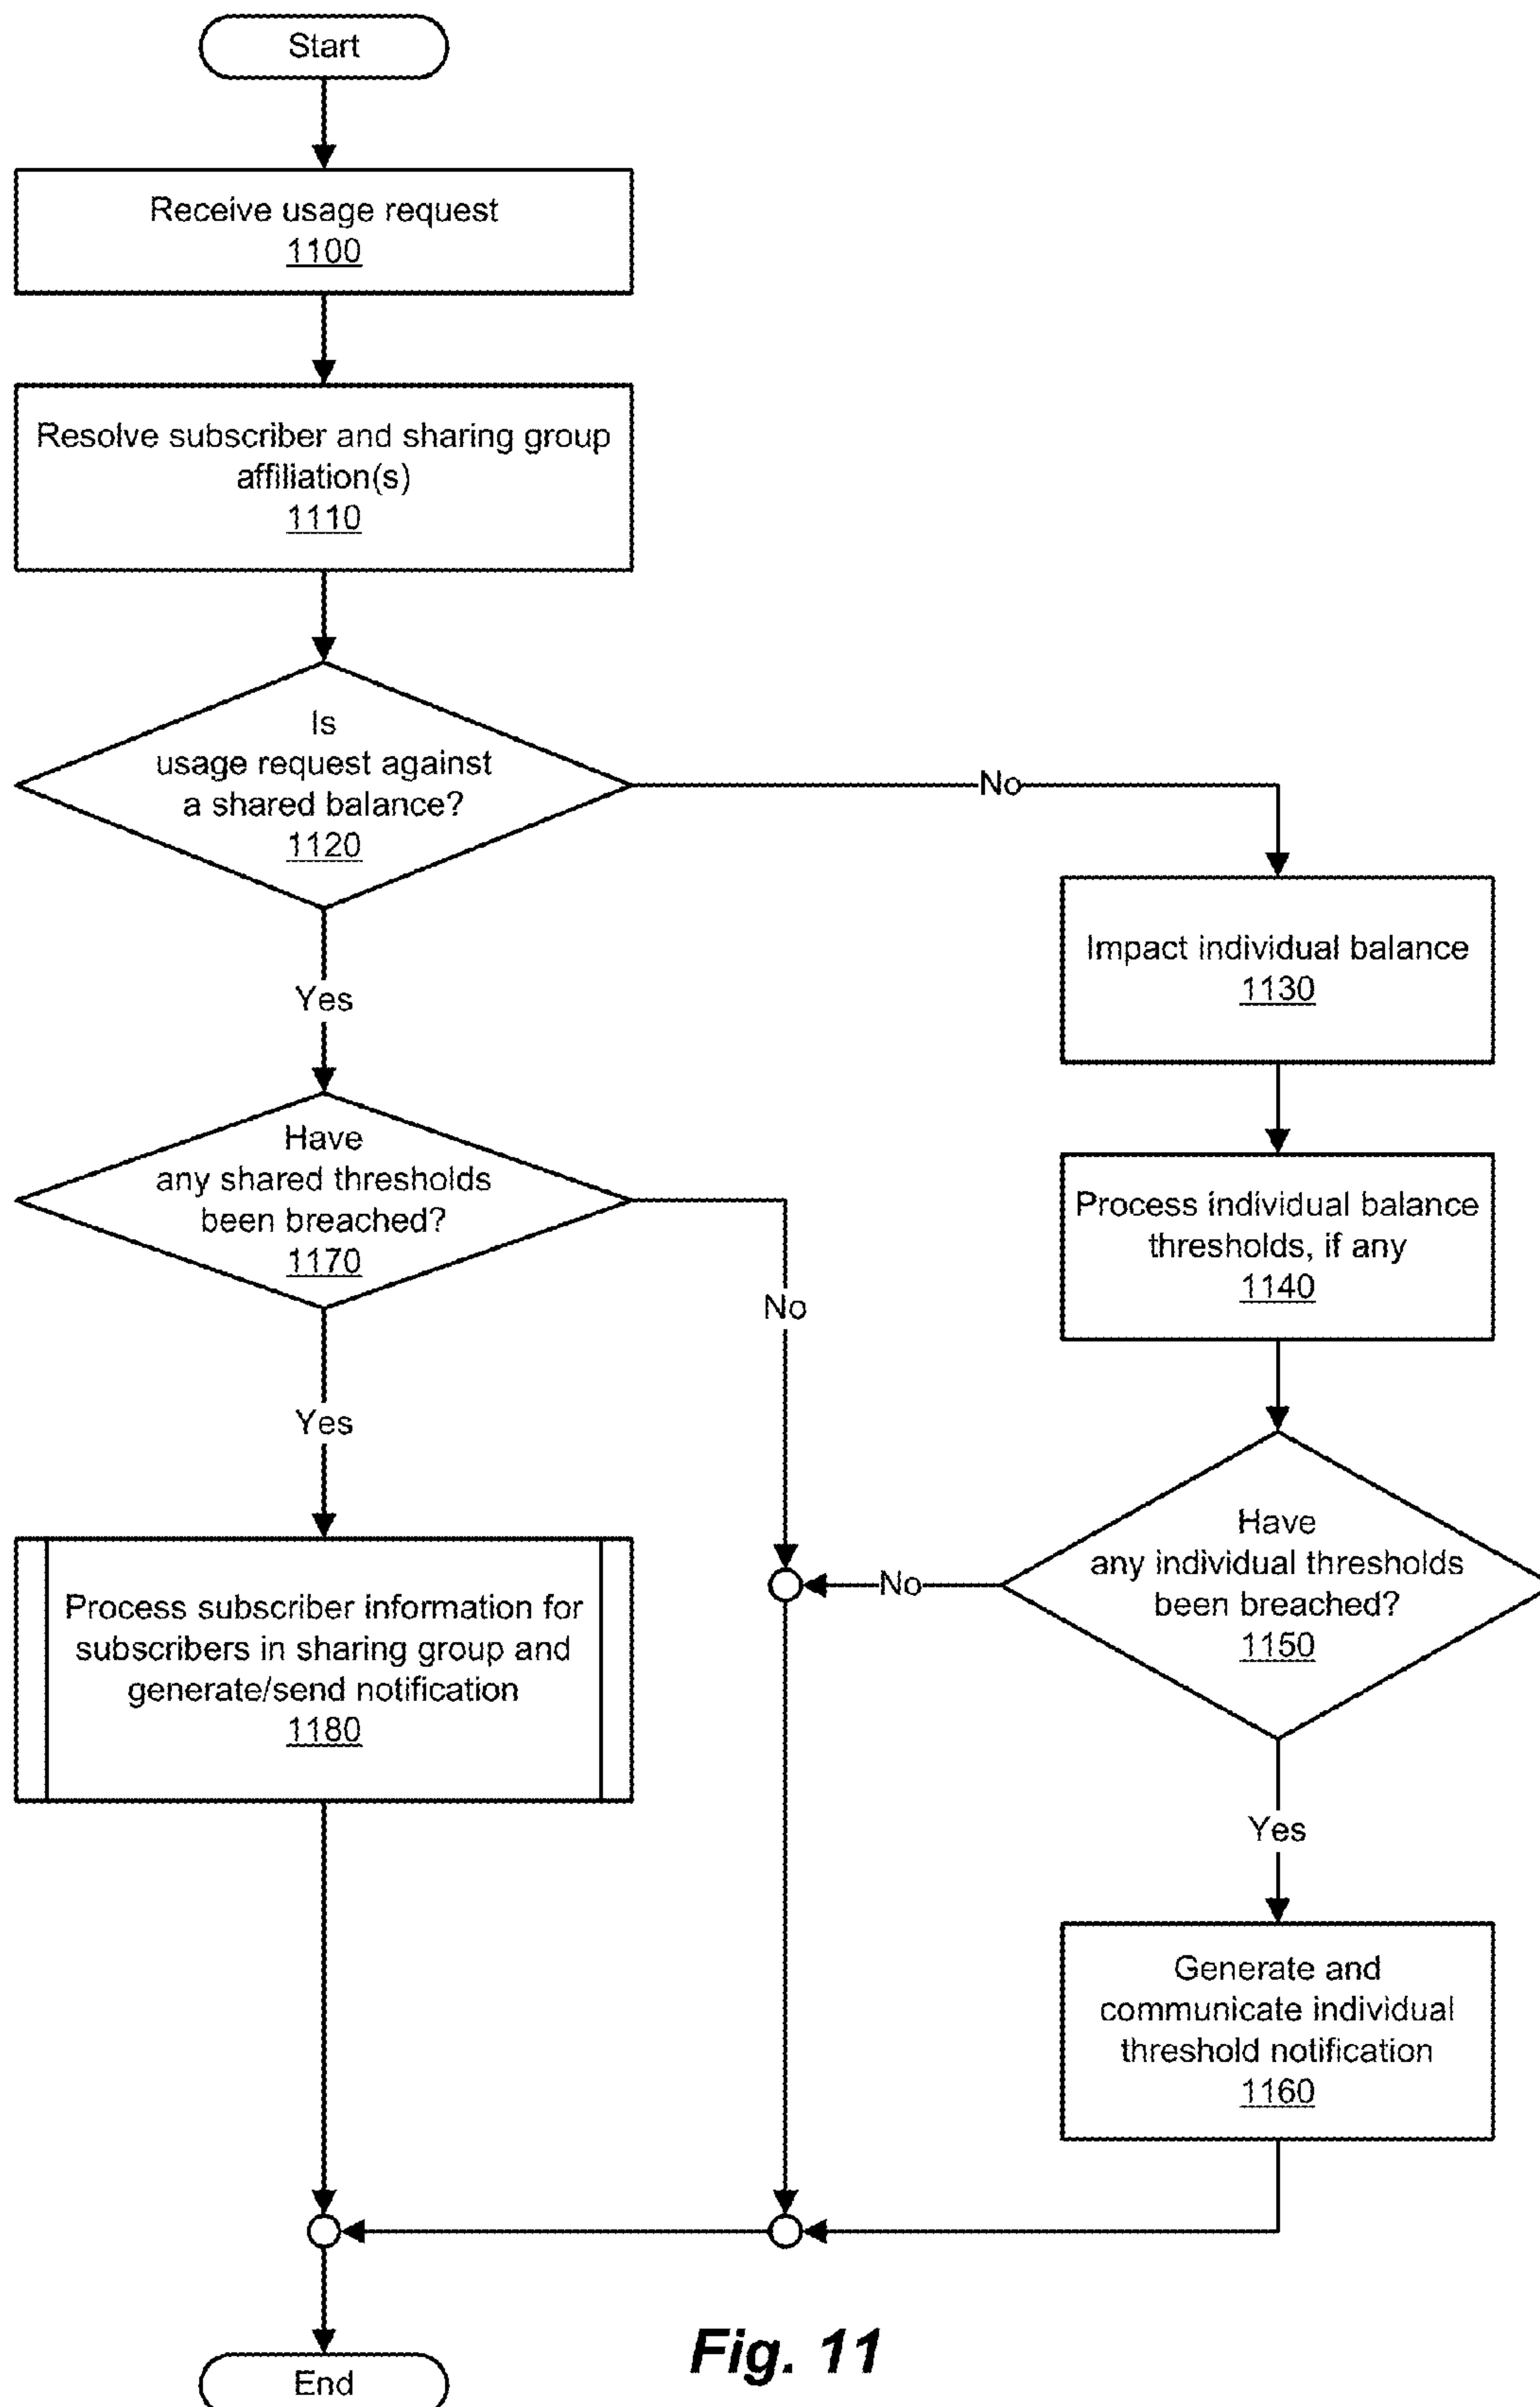 Start
Receive usage request
1100
Resolve subscriber and sharing group
affiliation(s)
1110
Is
usage request against
a shared balance?
1120
No
Impact individual balance
1130
Yes
Have
any shared thresholds
been breached?
1170
Process individual balance
thresholds, if any
1140
No
Yes
Have
any individual thresholds
been breached?
1150
No
Process subscriber information for
subscribers in sharing group and
generate/send notification
1180
Yes
Generate and
communicate individual
threshold notification
1160
Fig. 11
End